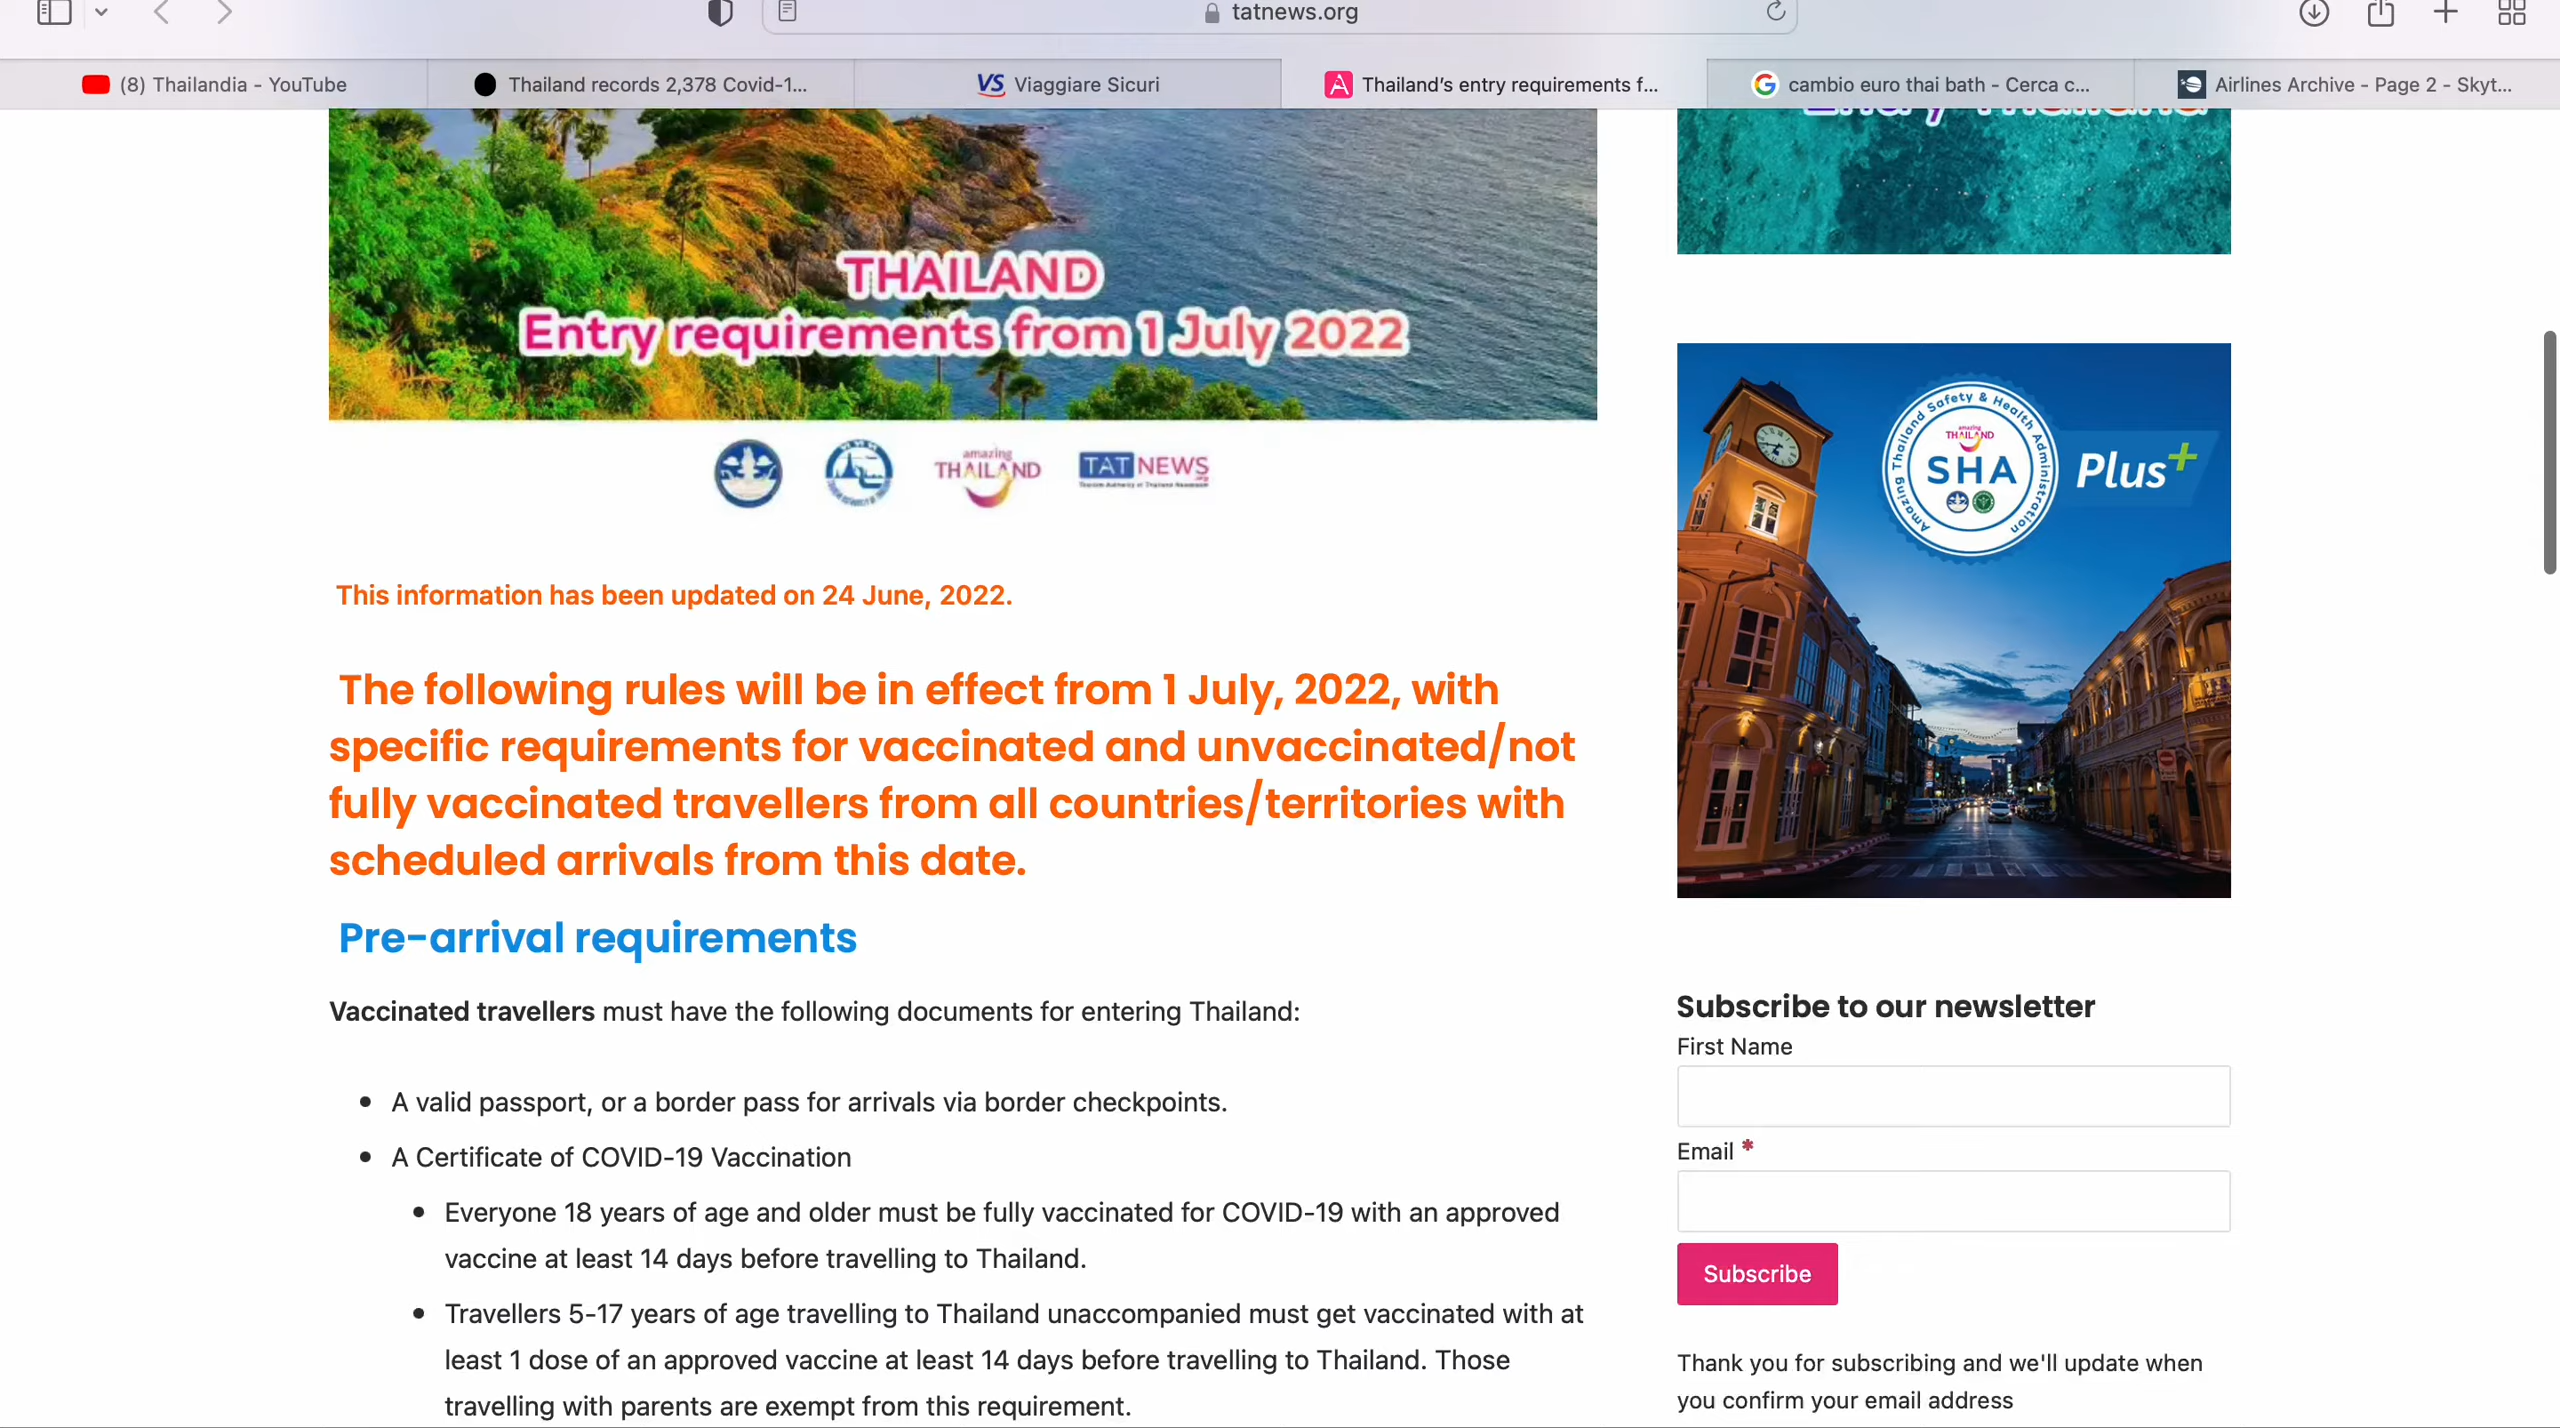 tatnews.org
(8) Thailandia - YouTube
Thailand records 2,378 Covid-1...
VS Viaggiare Sicuri
Thailand's entry requirements f...
cambio euro thai bath - Cerca c...
Airlines Archive - Page 2 - Skyt...
THAILAND
Entry requirements from 1 July 2022
amazing
THAILAND
TAT NEWS
This information has been updated on 24 June, 2022.
The following rules will be in effect from 1 July, 2022, with
specific requirements for vaccinated and unvaccinated/not
fully vaccinated travellers from all countries/territories with
scheduled arrivals from this date.
Pre-arrival requirements
Vaccinated travellers must have the following documents for entering Thailand:
• A valid passport, or a border pass for arrivals via border checkpoints.
• A Certificate of COVID-19 Vaccination
• Everyone 18 years of age and older must be fully vaccinated for COVID-19 with an approved
vaccine at least 14 days before travelling to Thailand.
• Travellers 5-17 years of age travelling to Thailand unaccompanied must get vaccinated with at
least 1 dose of an approved vaccine at least 14 days before travelling to Thailand. Those
travelling with parents are exempt from this requirement.
Amazing Thailand Safety & Health Administration
amazing
THAILAND
SHA
Plus+
Subscribe to our newsletter
First Name
Email *
Subscribe
Thank you for subscribing and we'll update when
you confirm your email address